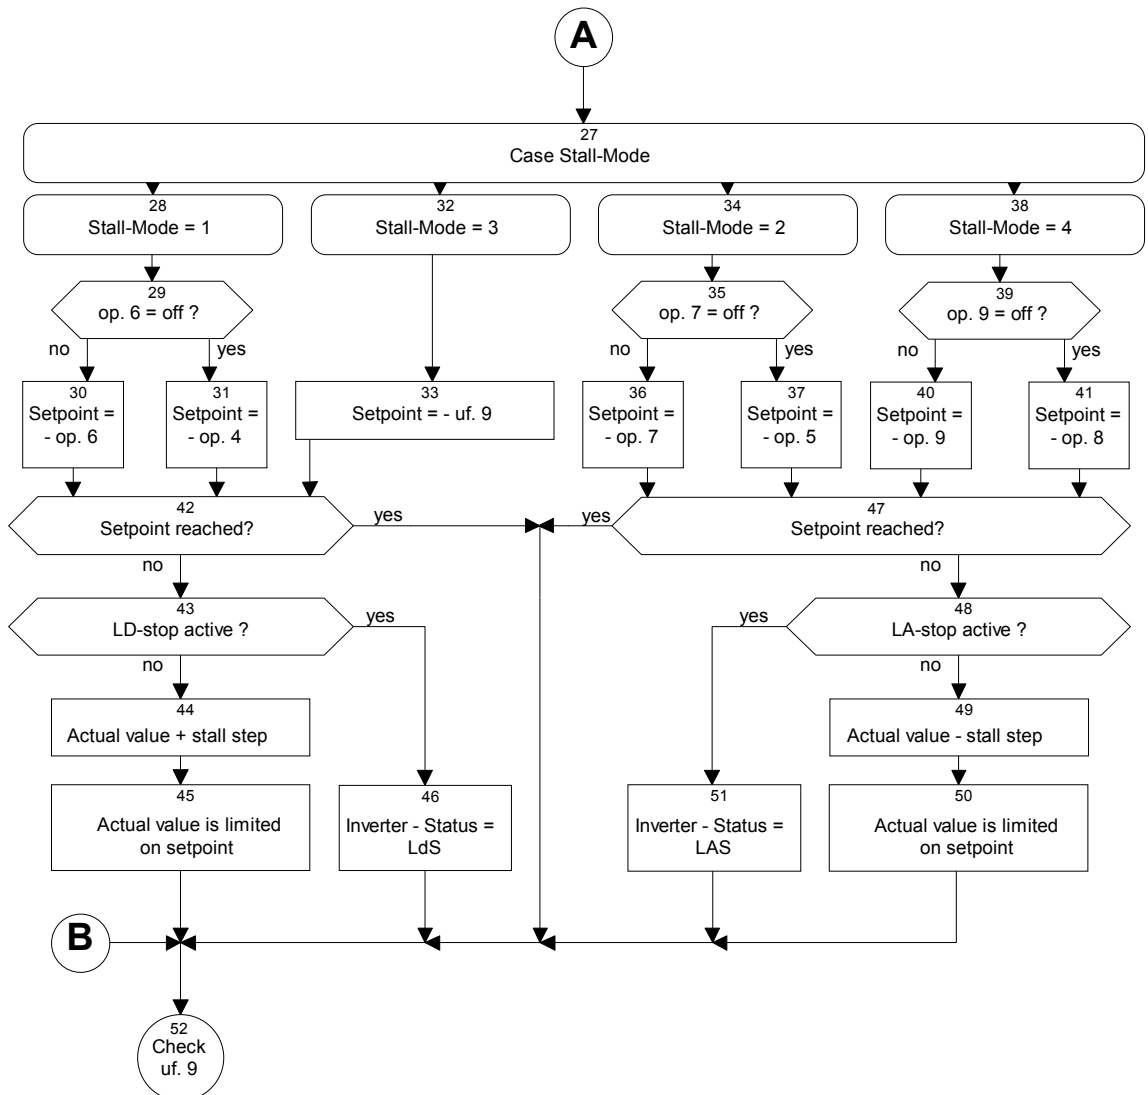 A
27
Case Stall-Mode
28
Stall-Mode = 1
32
Stall-Mode = 3
34
Stall-Mode = 2
38
Stall-Mode = 4
29
op. 6 = off ?
35
op. 7 = off ?
39
op. 9 = off ?
no
yes
no
yes
no
yes
30
Setpoint =
- op. 6
31
Setpoint =
- op. 4
33
Setpoint = - uf. 9
36
Setpoint =
- op. 7
37
Setpoint =
- op. 5
40
Setpoint =
- op. 9
41
Setpoint =
- op. 8
42
Setpoint reached?
yes
yes
47
Setpoint reached?
no
no
43
LD-stop active ?
yes
yes
48
LA-stop active ?
no
no
44
Actual value + stall step
49
Actual value - stall step
45
Actual value is limited
on setpoint
46
Inverter - Status =
LdS
51
Inverter - Status =
LAS
50
Actual value is limited
on setpoint
B
52
Check
uf. 9